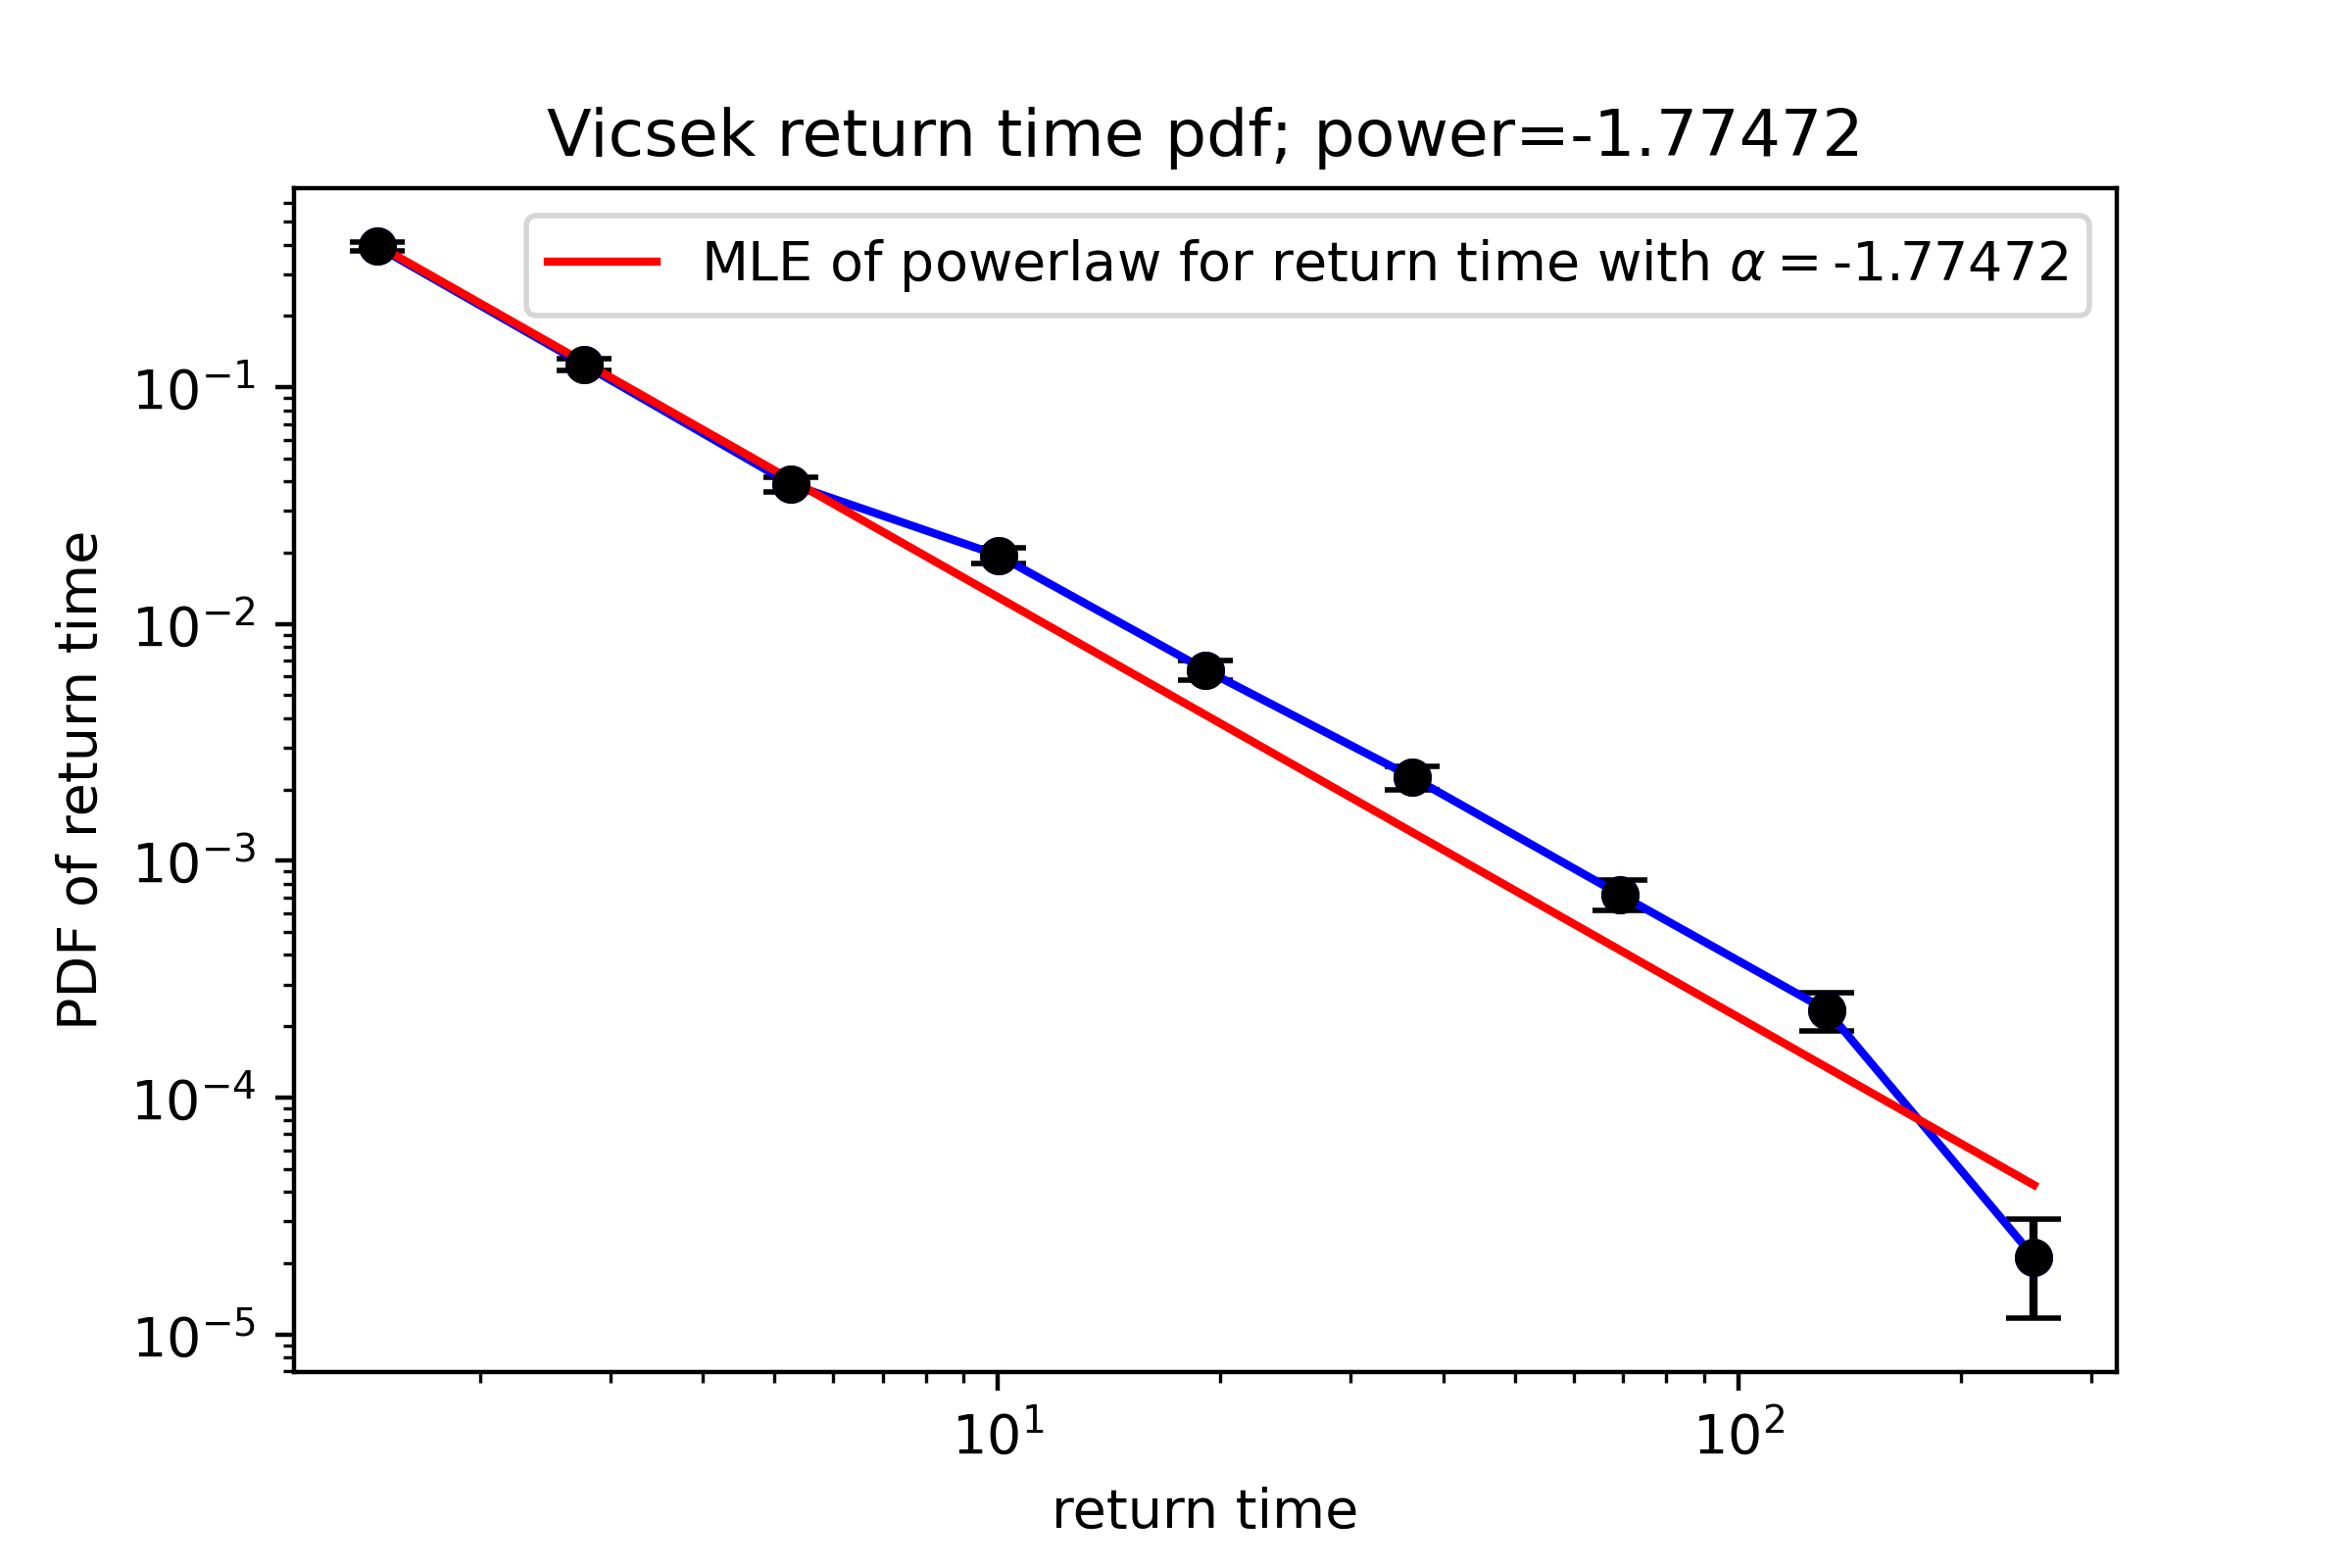 Vicsek return time pdf; power=-1.77472
MLE of powerlaw for return time with α = -1.77472
PDF of return time
10⁻¹
10⁻²
10⁻³
10⁻⁴
10⁻⁵
10¹ 10²
return time